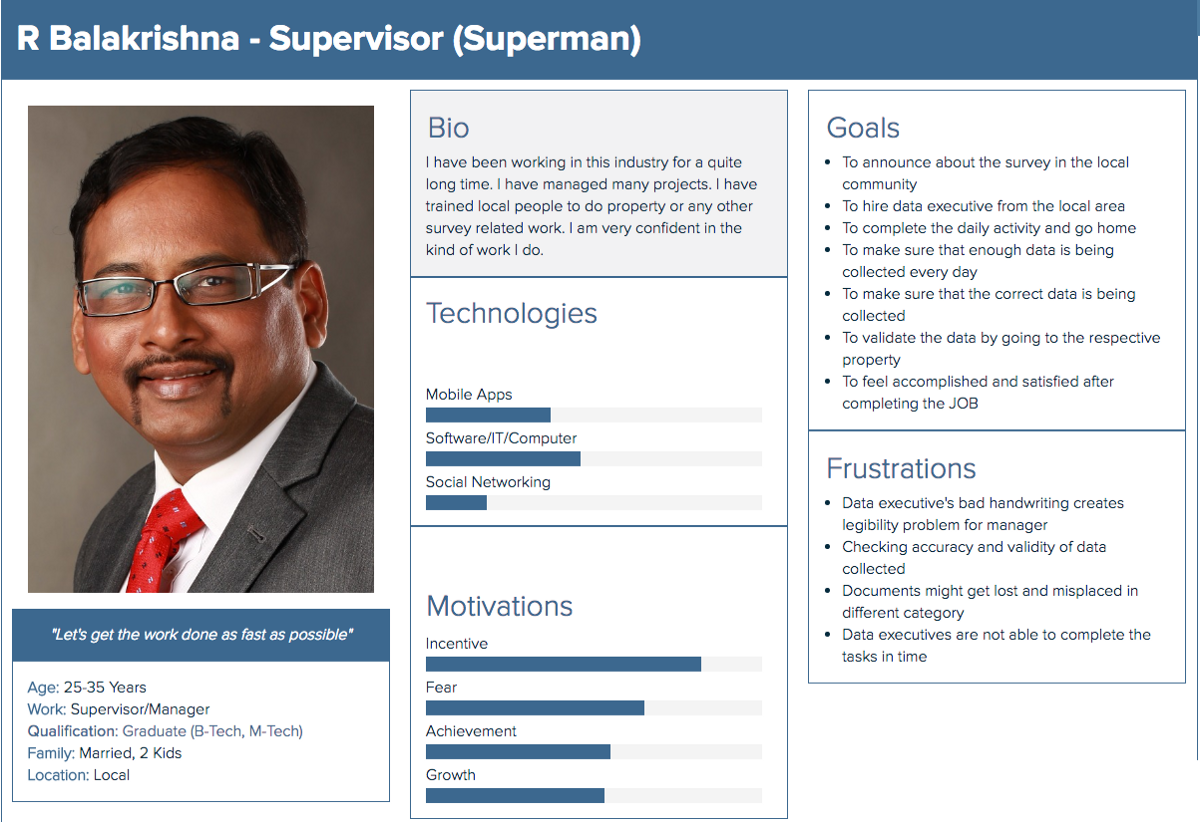 R Balakrishna - Supervisor (Superman)
"Let's get the work done as fast as possible"
Age: 25-35 Years
Work: Supervisor/Manager
Qualification: Graduate (B-Tech, M-Tech)
Family: Married, 2 Kids
Location: Local
Bio
I have been working in this industry for a quite
long time. I have managed many projects. I have
trained local people to do property or any other
survey related work. I am very confident in the
kind of work I do.
Technologies
Mobile Apps
Software/IT/Computer
Social Networking
Motivations
Incentive
Fear
Achievement
Growth
Goals
• To announce about the survey in the local
community
• To hire data executive from the local area
• To complete the daily activity and go home
• To make sure that enough data is being
collected every day
• To make sure that the correct data is being
collected
• To validate the data by going to the respective
property
• To feel accomplished and satisfied after
completing the JOB
Frustrations
• Data executive's bad handwriting creates
legibility problem for manager
• Checking accuracy and validity of data
collected
• Documents might get lost and misplaced in
different category
• Data executives are not able to complete the
tasks in time